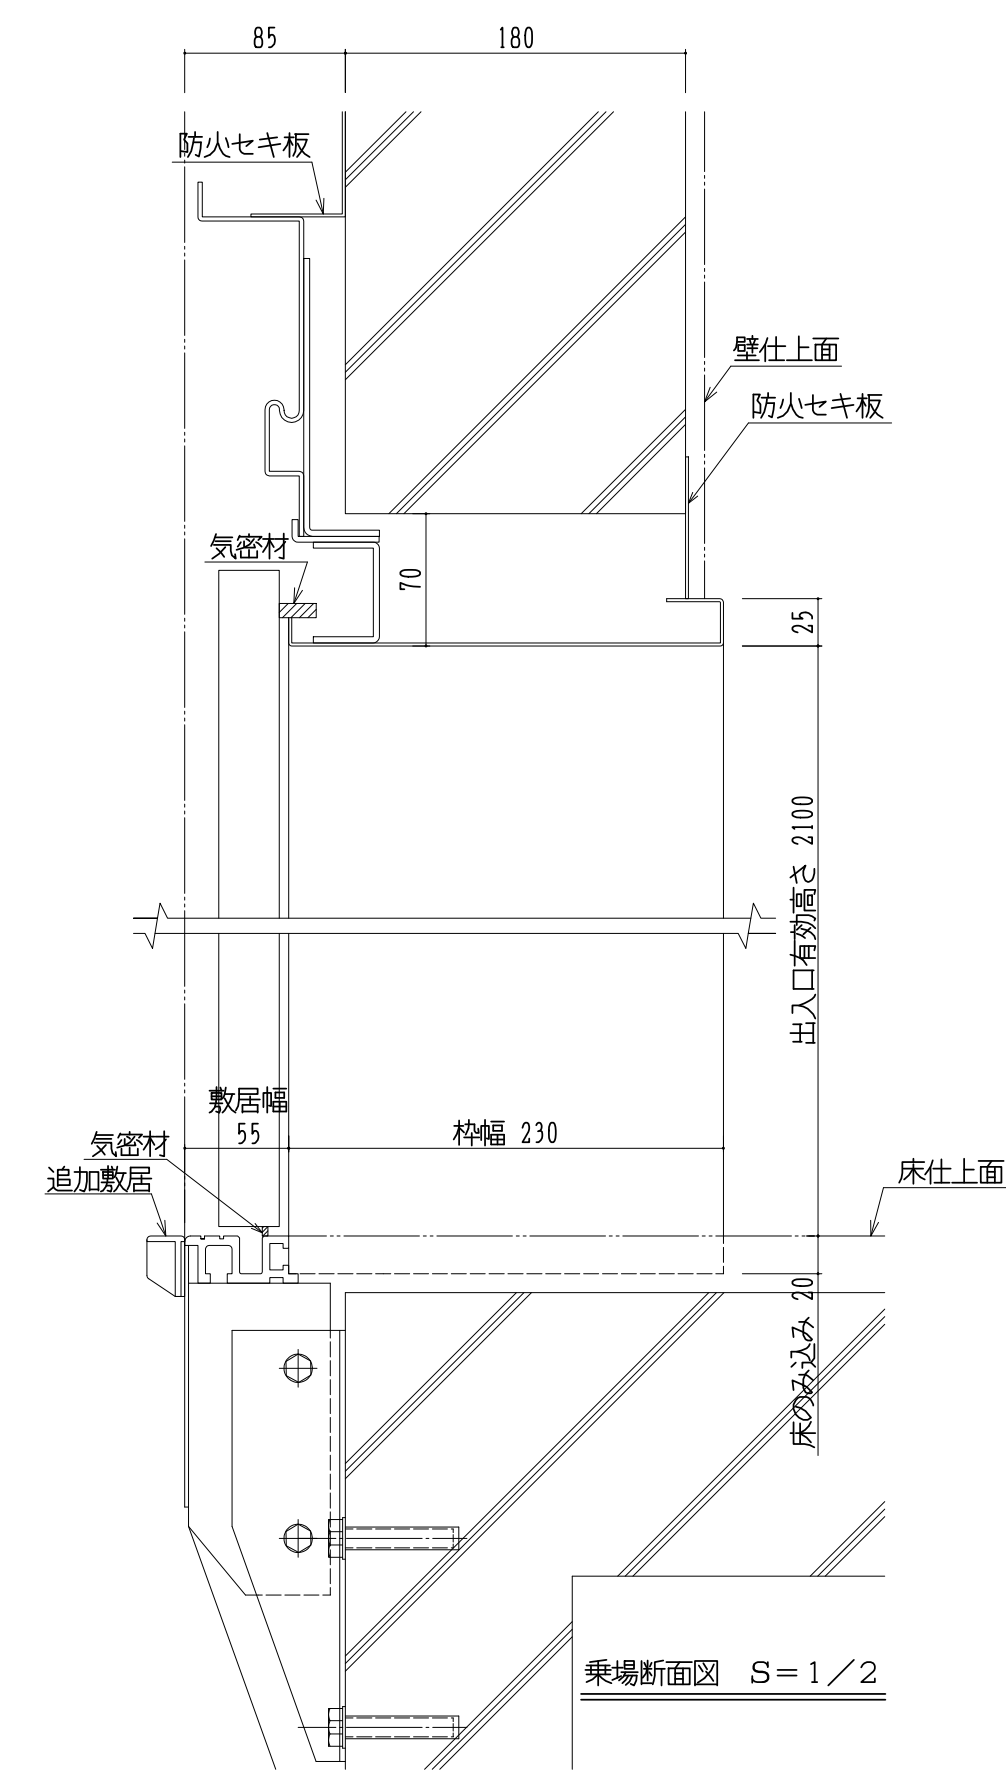 85
180
防火セキ板
壁仕上面
防火セキ板
気密材
70
25
出入口有効高さ 2100
敷居幅
55
枠幅 230
気密材
追加敷居
床仕上面
床のみ込み 20
乗場断面図 S=1/2